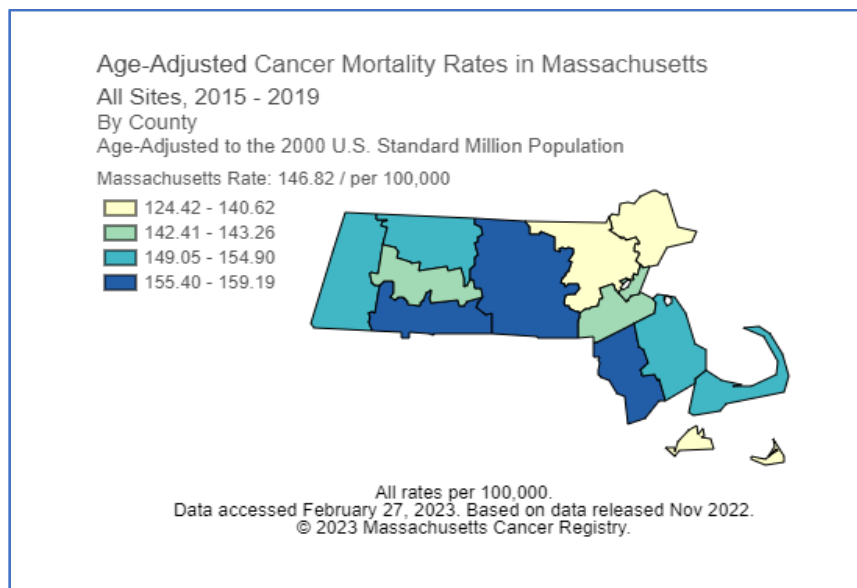 Age-Adjusted Cancer Mortality Rates in Massachusetts
All Sites, 2015 - 2019
By County
Age-Adjusted to the 2000 U.S. Standard Million Population
Massachusetts Rate: 146.82 / per 100,000
124.42 - 140.62
142.41 - 143.26
149.05 - 154.90
155.40 - 159.19
All rates per 100,000.
Data accessed February 27, 2023. Based on data released Nov 2022.
© 2023 Massachusetts Cancer Registry.